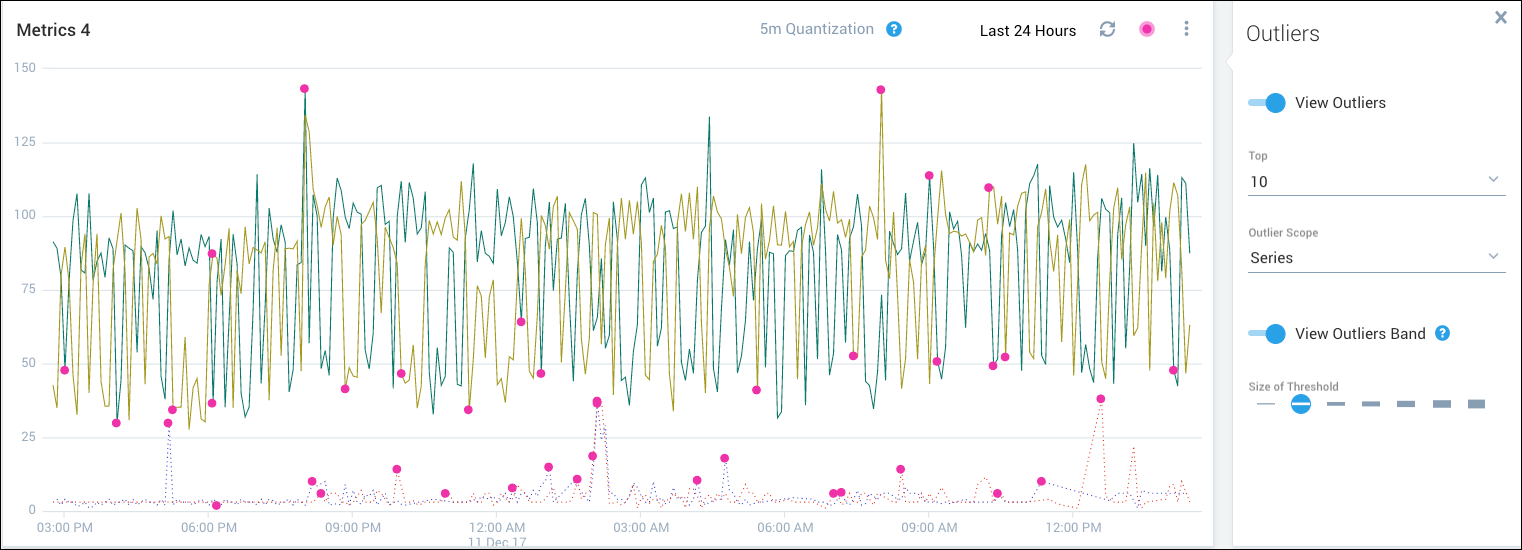 Metrics 4
5m Quantization ?
Last 24 Hours
150
125
100
75
50
25
0
03:00 PM 06:00 PM 09:00 PM 12:00 AM 03:00 AM 06:00 AM 09:00 AM 12:00 PM
11 Dec 17
Outliers
View Outliers
Top
10
Outlier Scope
Series
View Outliers Band ?
Size of Threshold